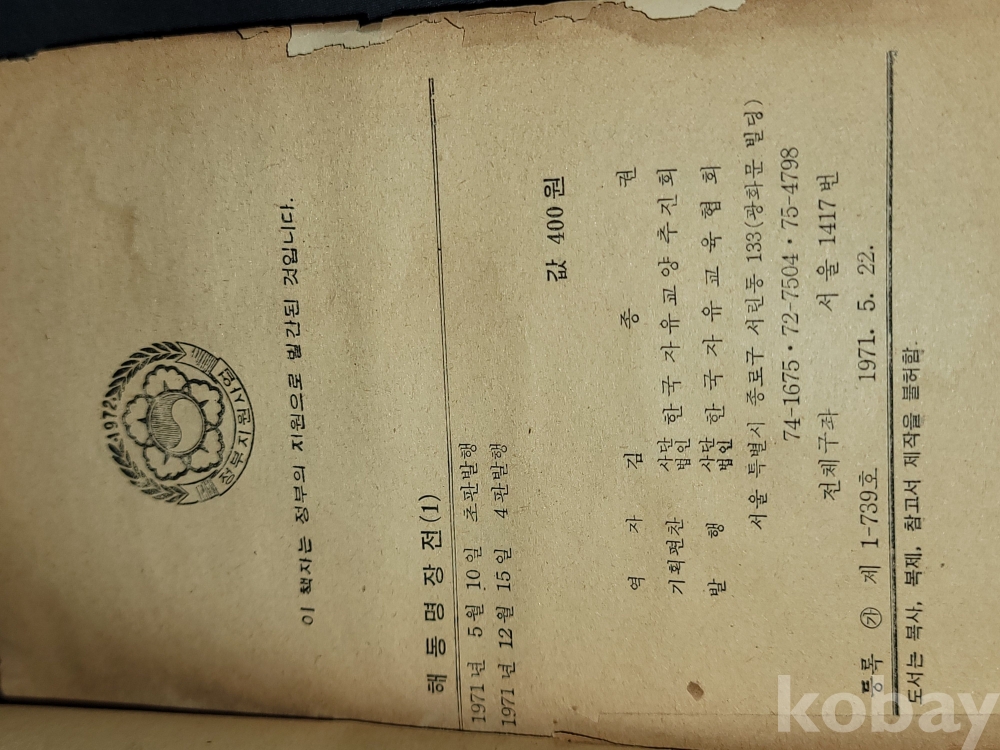 1972
정부지원
이 책자는 정부의 지원으로 발간된 것입니다.
해 동 명 장 전(1)
1971년 5월 10일 초판발행
1971년 12월 15일 4판발행
값 400원
역 자 김 종 권
기획편찬 사단법인 한국자유교양추진회
발 행 사단법인 한국자유교육협회
서울 특별시 종로구 서린동 133(광화문 빌딩)
74-1675·72-7504·75-4798
전체구좌 서울 1417번
등록 ㉮ 제 1-739호 1971. 5. 22.
도서는 복사, 복제, 참고서 제작을 불허함.
kobay